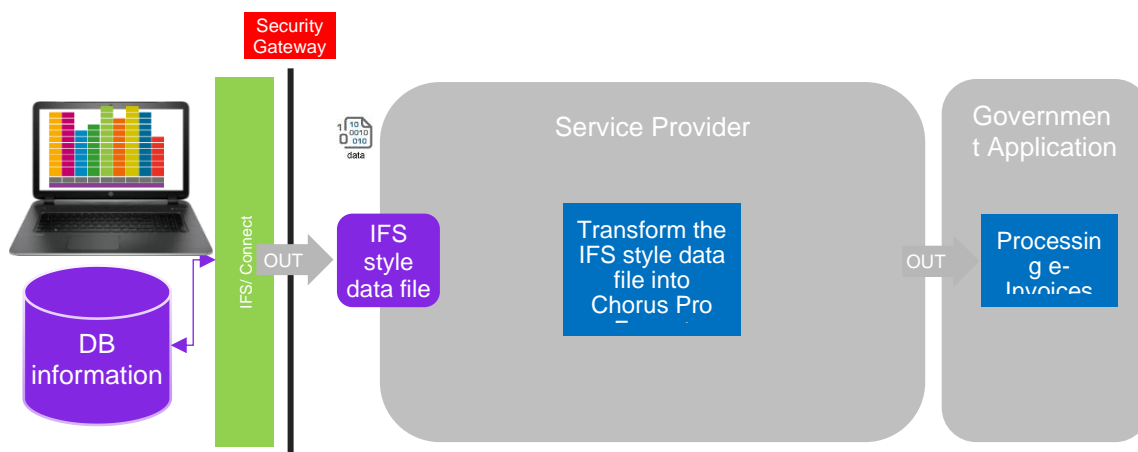 Security
Gateway
1 10
0 0010
010
data
Service Provider
Governmen
t Application
IFS/ Connect
OUT
IFS
style
data file
Transform the
IFS style data
file into
Chorus Pro
OUT
Processin
g e-
Invoices
DB
information